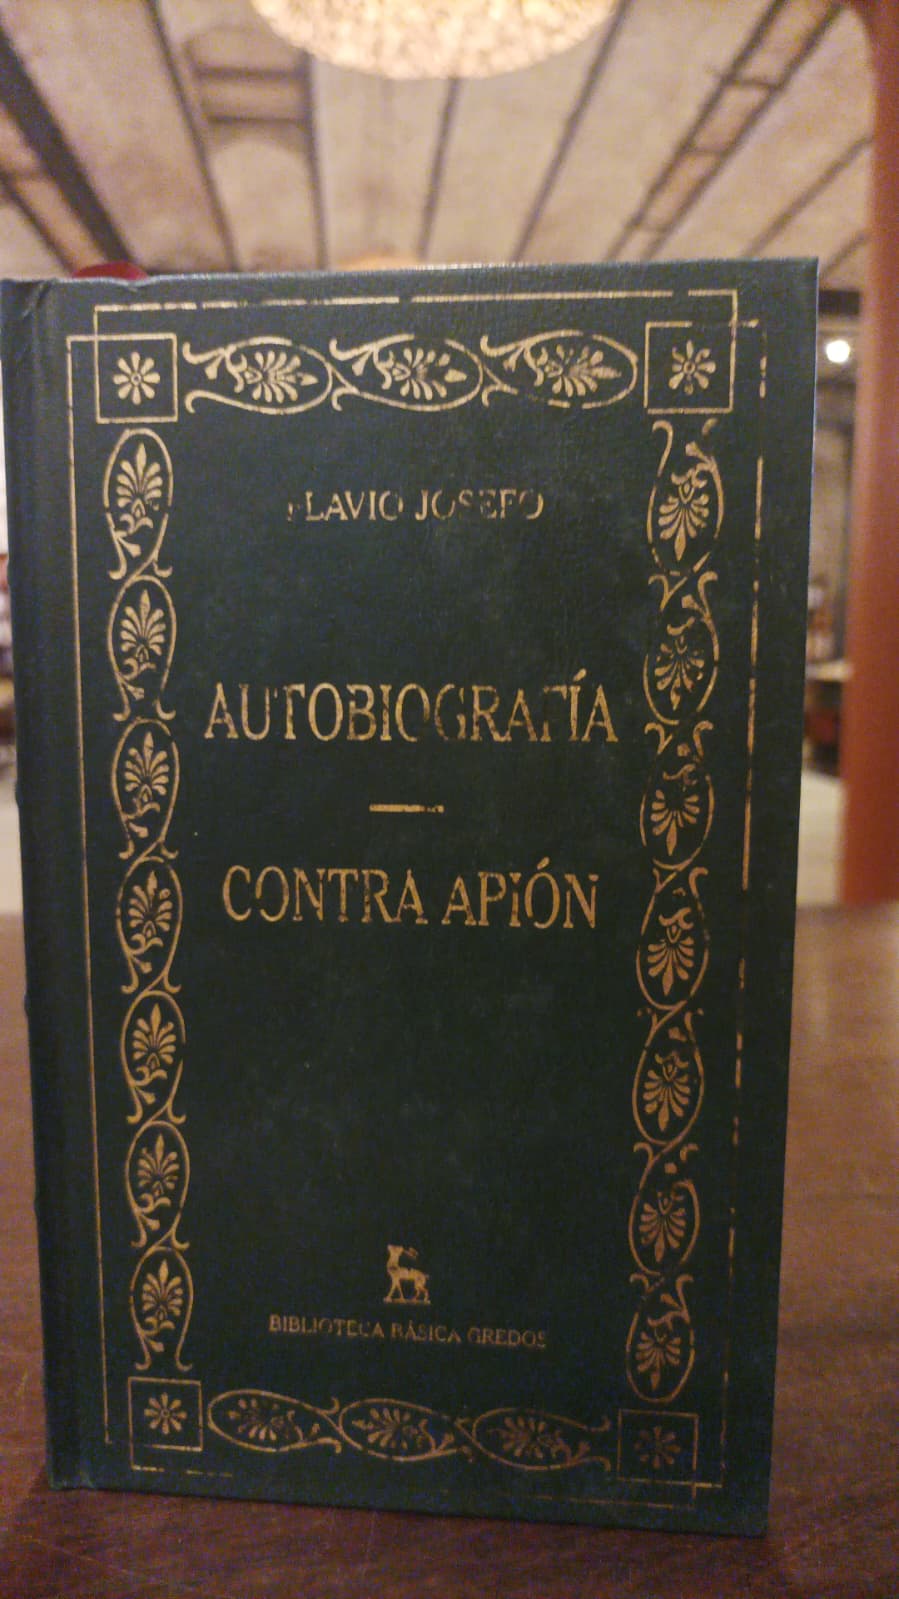 FLAVIO JOSEFO
AUTOBIOGRAFÍA
CONTRA APIÓN
BIBLIOTECA BÁSICA GREDOS